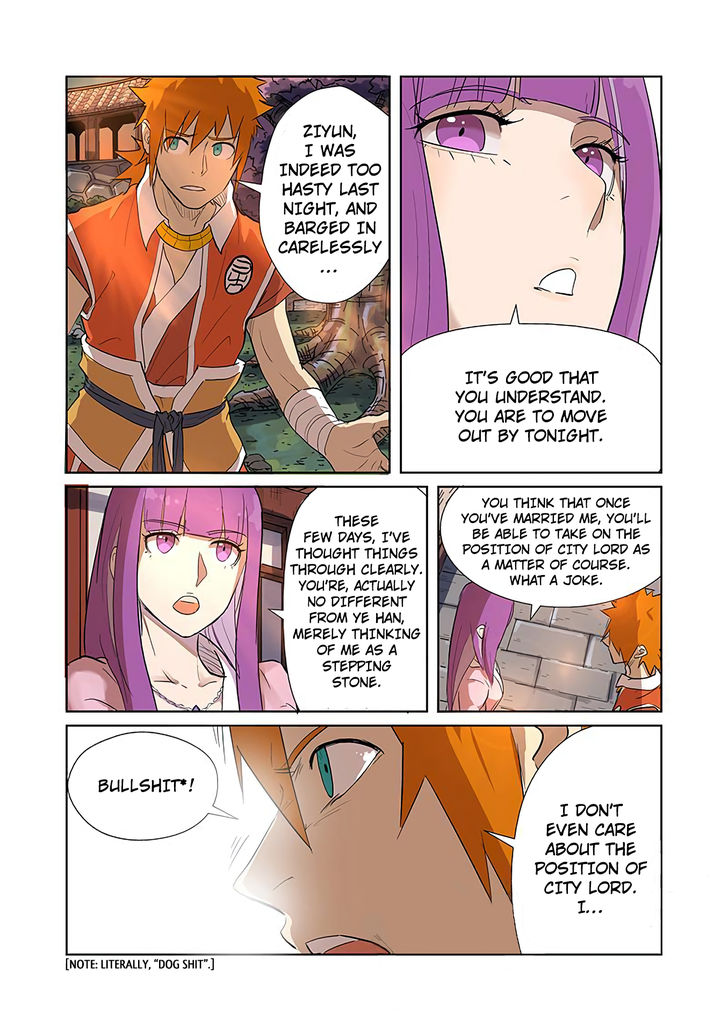 ZIYUN,
I WAS
INDEED TOO
HASTY LAST
NIGHT, AND
BARGED IN
CARELESSLY
...
IT'S GOOD THAT
YOU UNDERSTAND.
YOU ARE TO MOVE
OUT BY TONIGHT.
THESE
FEW DAYS, I'VE
THOUGHT THINGS
THROUGH CLEARLY.
YOU'RE, ACTUALLY
NO DIFFERENT
FROM YE HAN,
MERELY THINKING
OF ME AS A
STEPPING
STONE.
YOU THINK THAT ONCE
YOU'VE MARRIED ME, YOU'LL
BE ABLE TO TAKE ON THE
POSITION OF CITY LORD AS
A MATTER OF COURSE.
WHAT A JOKE.
BULLSHIT*!
I DON'T
EVEN CARE
ABOUT THE
POSITION OF
CITY LORD.
I...
[NOTE: LITERALLY, "DOG SHIT".]